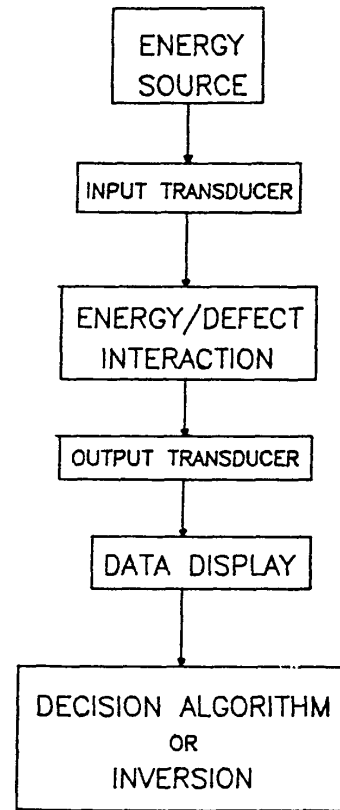 ENERGY
SOURCE
INPUT TRANSDUCER
ENERGY/DEFECT
INTERACTION
OUTPUT TRANSDUCER
DATA DISPLAY
DECISION ALGORITHM
OR
INVERSION